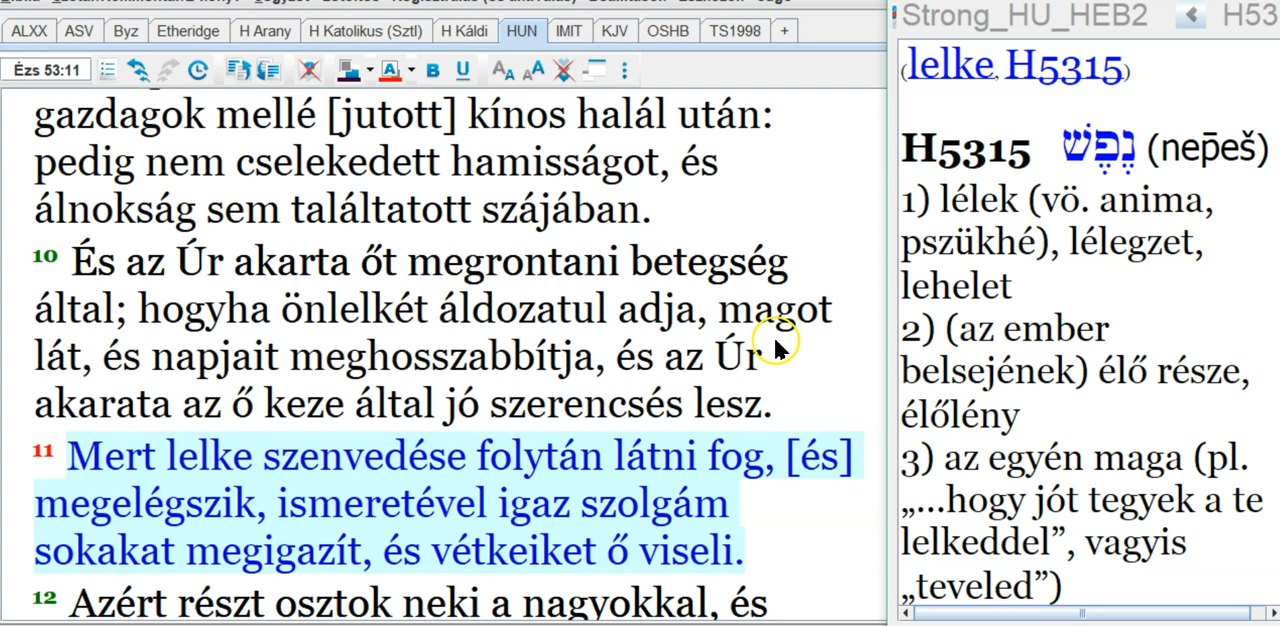 Strong_HU_HEB2 H53
ALXX ASV Byz Etheridge H Arany H Katolikus (Sztl) H Káldi HUN IMIT KJV OSHB TS1998 +
Ézs 53:11
gazdagok mellé [jutott] kínos halál után:
pedig nem cselekedett hamisságot, és
álnokság sem találtatott szájában.
10 És az Úr akarta őt megrontani betegség
által; hogyha önlelkét áldozatul adja, magot
lát, és napjait meghosszabbítja, és az Úr
akarata az ő keze által jó szerencsés lesz.
11 Mert lelke szenvedése folytán látni fog, [és]
megelégszik, ismeretével igaz szolgám
sokakat megigazít, és vétkeiket ő viseli.
12 Azért részt osztok neki a nagyokkal, és
(lelke, H5315)
H5315 נֶפֶשׁ (nep̄eš)
1) lélek (vö. anima,
pszükhé), lélegzet,
lehelet
2) (az ember
belsejének) élő része,
élőlény
3) az egyén maga (pl.
„...hogy jót tegyek a te
lelkeddel”, vagyis
„teveled”)